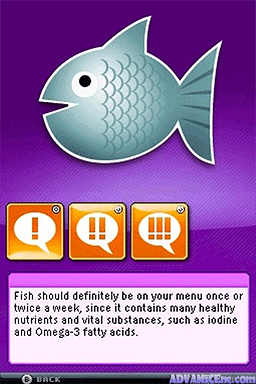 Fish should definitely be on your menu once or
twice a week, since it contains many healthy
nutrients and vital substances, such as iodine
and Omega-3 fatty acids.
B BACK
ADVANCEmc.com